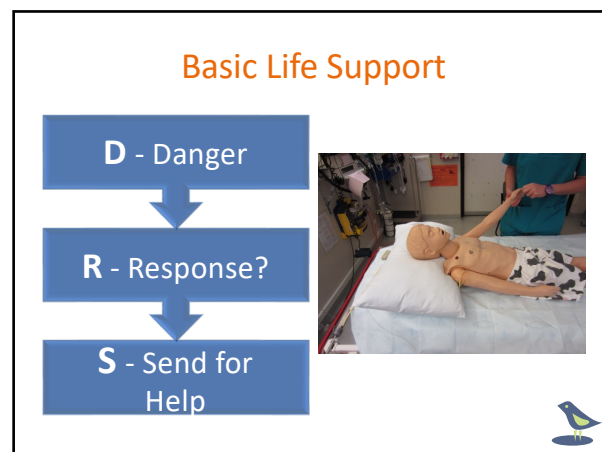 Basic Life Support
D - Danger
R - Response?
S - Send for
Help